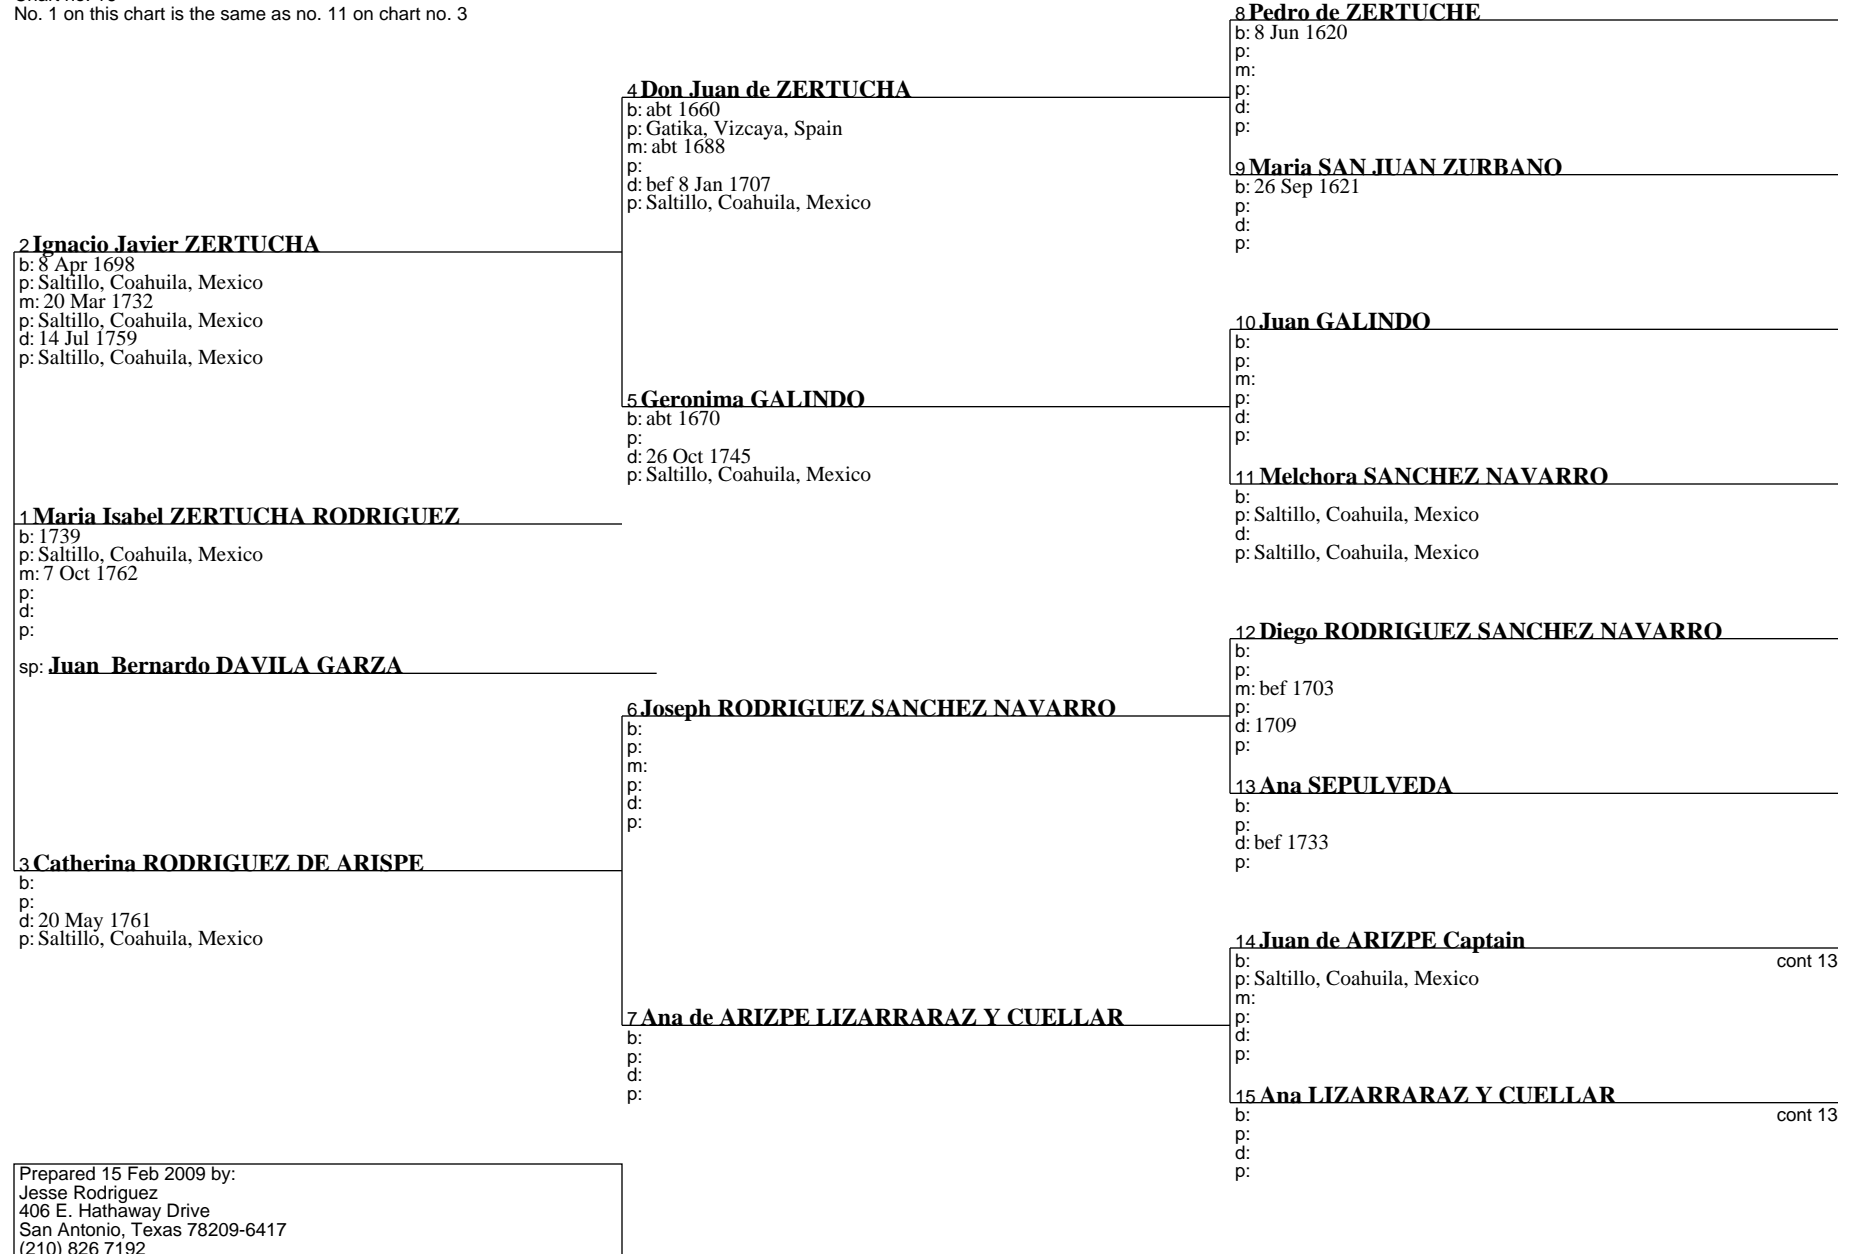 No. 1 on this chart is the same as no. 11 on chart no. 3
8 Pedro de ZERTUCHE
b: 8 Jun 1620
p:
m:
p:
d:
p:
4 Don Juan de ZERTUCHA
b: abt 1660
p: Gatika, Vizcaya, Spain
m: abt 1688
p:
d: bef 8 Jan 1707
p: Saltillo, Coahuila, Mexico
9 Maria SAN JUAN ZURBANO
b: 26 Sep 1621
p:
d:
p:
2 Ignacio Javier ZERTUCHA
b: 8 Apr 1698
p: Saltillo, Coahuila, Mexico
m: 20 Mar 1732
p: Saltillo, Coahuila, Mexico
d: 14 Jul 1759
p: Saltillo, Coahuila, Mexico
10 Juan GALINDO
b:
p:
m:
p:
d:
p:
5 Geronima GALINDO
b: abt 1670
p:
d: 26 Oct 1745
p: Saltillo, Coahuila, Mexico
11 Melchora SANCHEZ NAVARRO
b:
p: Saltillo, Coahuila, Mexico
d:
p: Saltillo, Coahuila, Mexico
1 Maria Isabel ZERTUCHA RODRIGUEZ
b: 1739
p: Saltillo, Coahuila, Mexico
m: 7 Oct 1762
p:
d:
p:
sp: Juan Bernardo DAVILA GARZA
12 Diego RODRIGUEZ SANCHEZ NAVARRO
b:
p:
m: bef 1703
p:
d: 1709
p:
6 Joseph RODRIGUEZ SANCHEZ NAVARRO
b:
p:
m:
p:
d:
p:
13 Ana SEPULVEDA
b:
p:
d: bef 1733
p:
3 Catherina RODRIGUEZ DE ARISPE
b:
p:
d: 20 May 1761
p: Saltillo, Coahuila, Mexico
14 Juan de ARIZPE Captain
b: cont 13
p: Saltillo, Coahuila, Mexico
m:
p:
d:
p:
7 Ana de ARIZPE LIZARRARAZ Y CUELLAR
b:
p:
d:
p:
15 Ana LIZARRARAZ Y CUELLAR
b: cont 13
p:
d:
p:
Prepared 15 Feb 2009 by:
Jesse Rodriguez
406 E. Hathaway Drive
San Antonio, Texas 78209-6417
(210) 826 7192